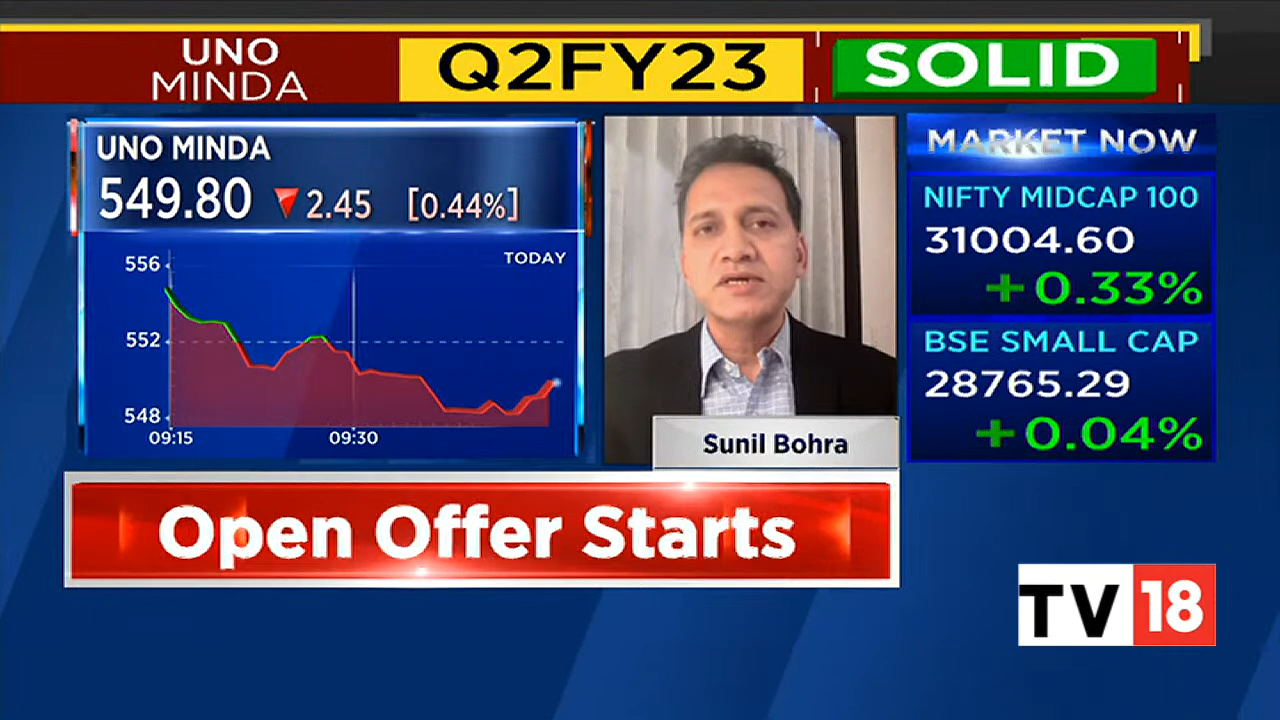 UNO
MINDA
Q2FY23
SOLID
UNO MINDA
549.80 ▼ 2.45 [0.44%]
TODAY
556
552
548
09:15 09:30
Sunil Bohra
MARKET NOW
NIFTY MIDCAP 100
31004.60
+0.33%
BSE SMALL CAP
28765.29
+0.04%
Open Offer Starts
TV18